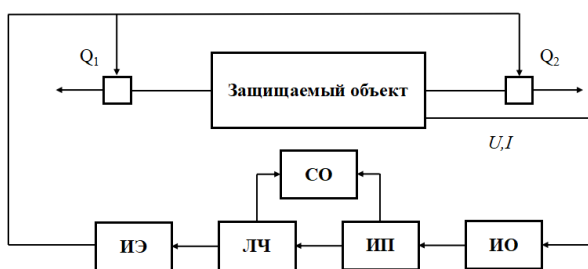 Q1
Q2
Защищаемый объект
U,I
СО
ИЭ
ЛЧ
ИП
ИО